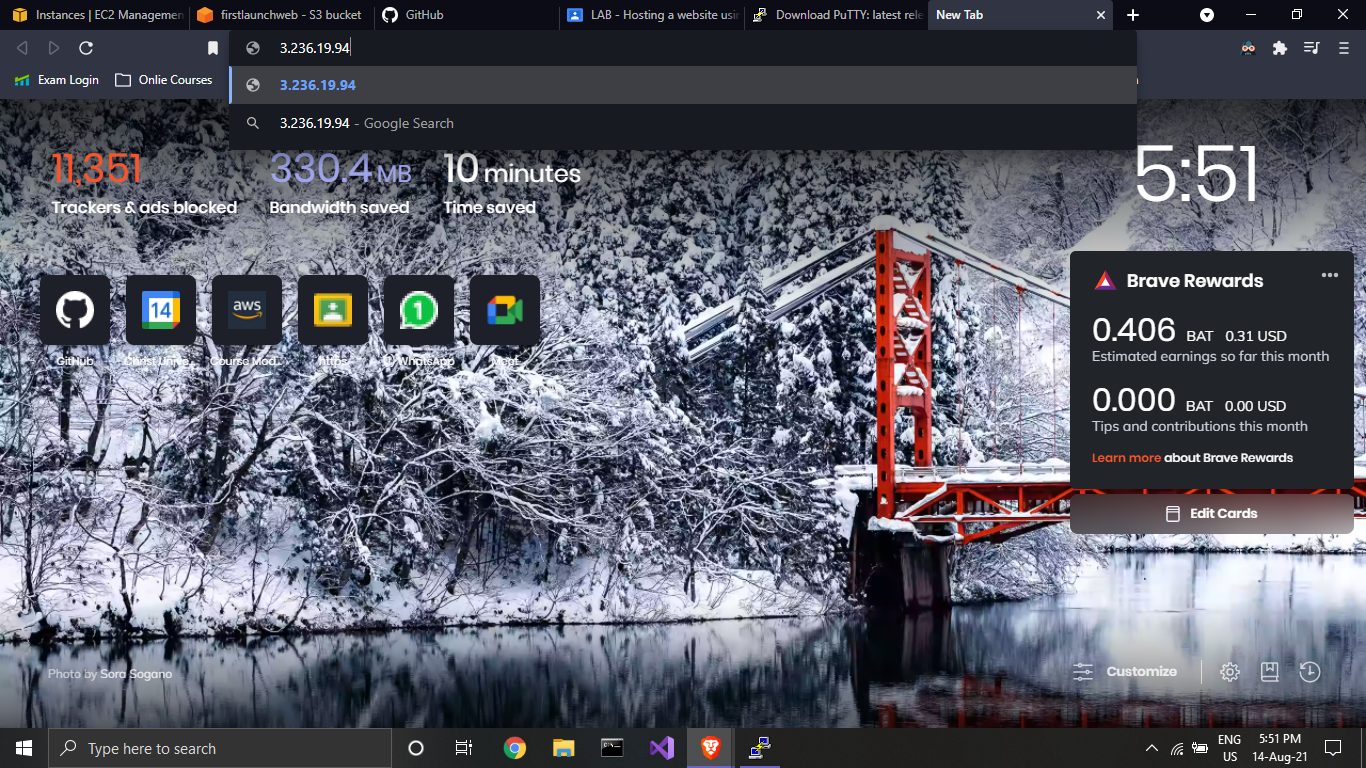 Instances | EC2 Managemen
firstlaunchweb - S3 bucket
GitHub
LAB - Hosting a website usin
Download PuTTY: latest rele
New Tab
3.236.19.94
Exam Login
Onlie Courses
3.236.19.94
3.236.19.94 - Google Search
11,351
Trackers & ads blocked
330.4 MB
Bandwidth saved
10 minutes
Time saved
5:51
14
aws
1
GitHub
Christ Unive...
Course Mod...
https
WhatsApp
Meet
Brave Rewards
0.406 BAT 0.31 USD
Estimated earnings so far this month
0.000 BAT 0.00 USD
Tips and contributions this month
Learn more about Brave Rewards
Edit Cards
Photo by Sora Sogano
Customize
Type here to search
ENG
US
5:51 PM
14-Aug-21